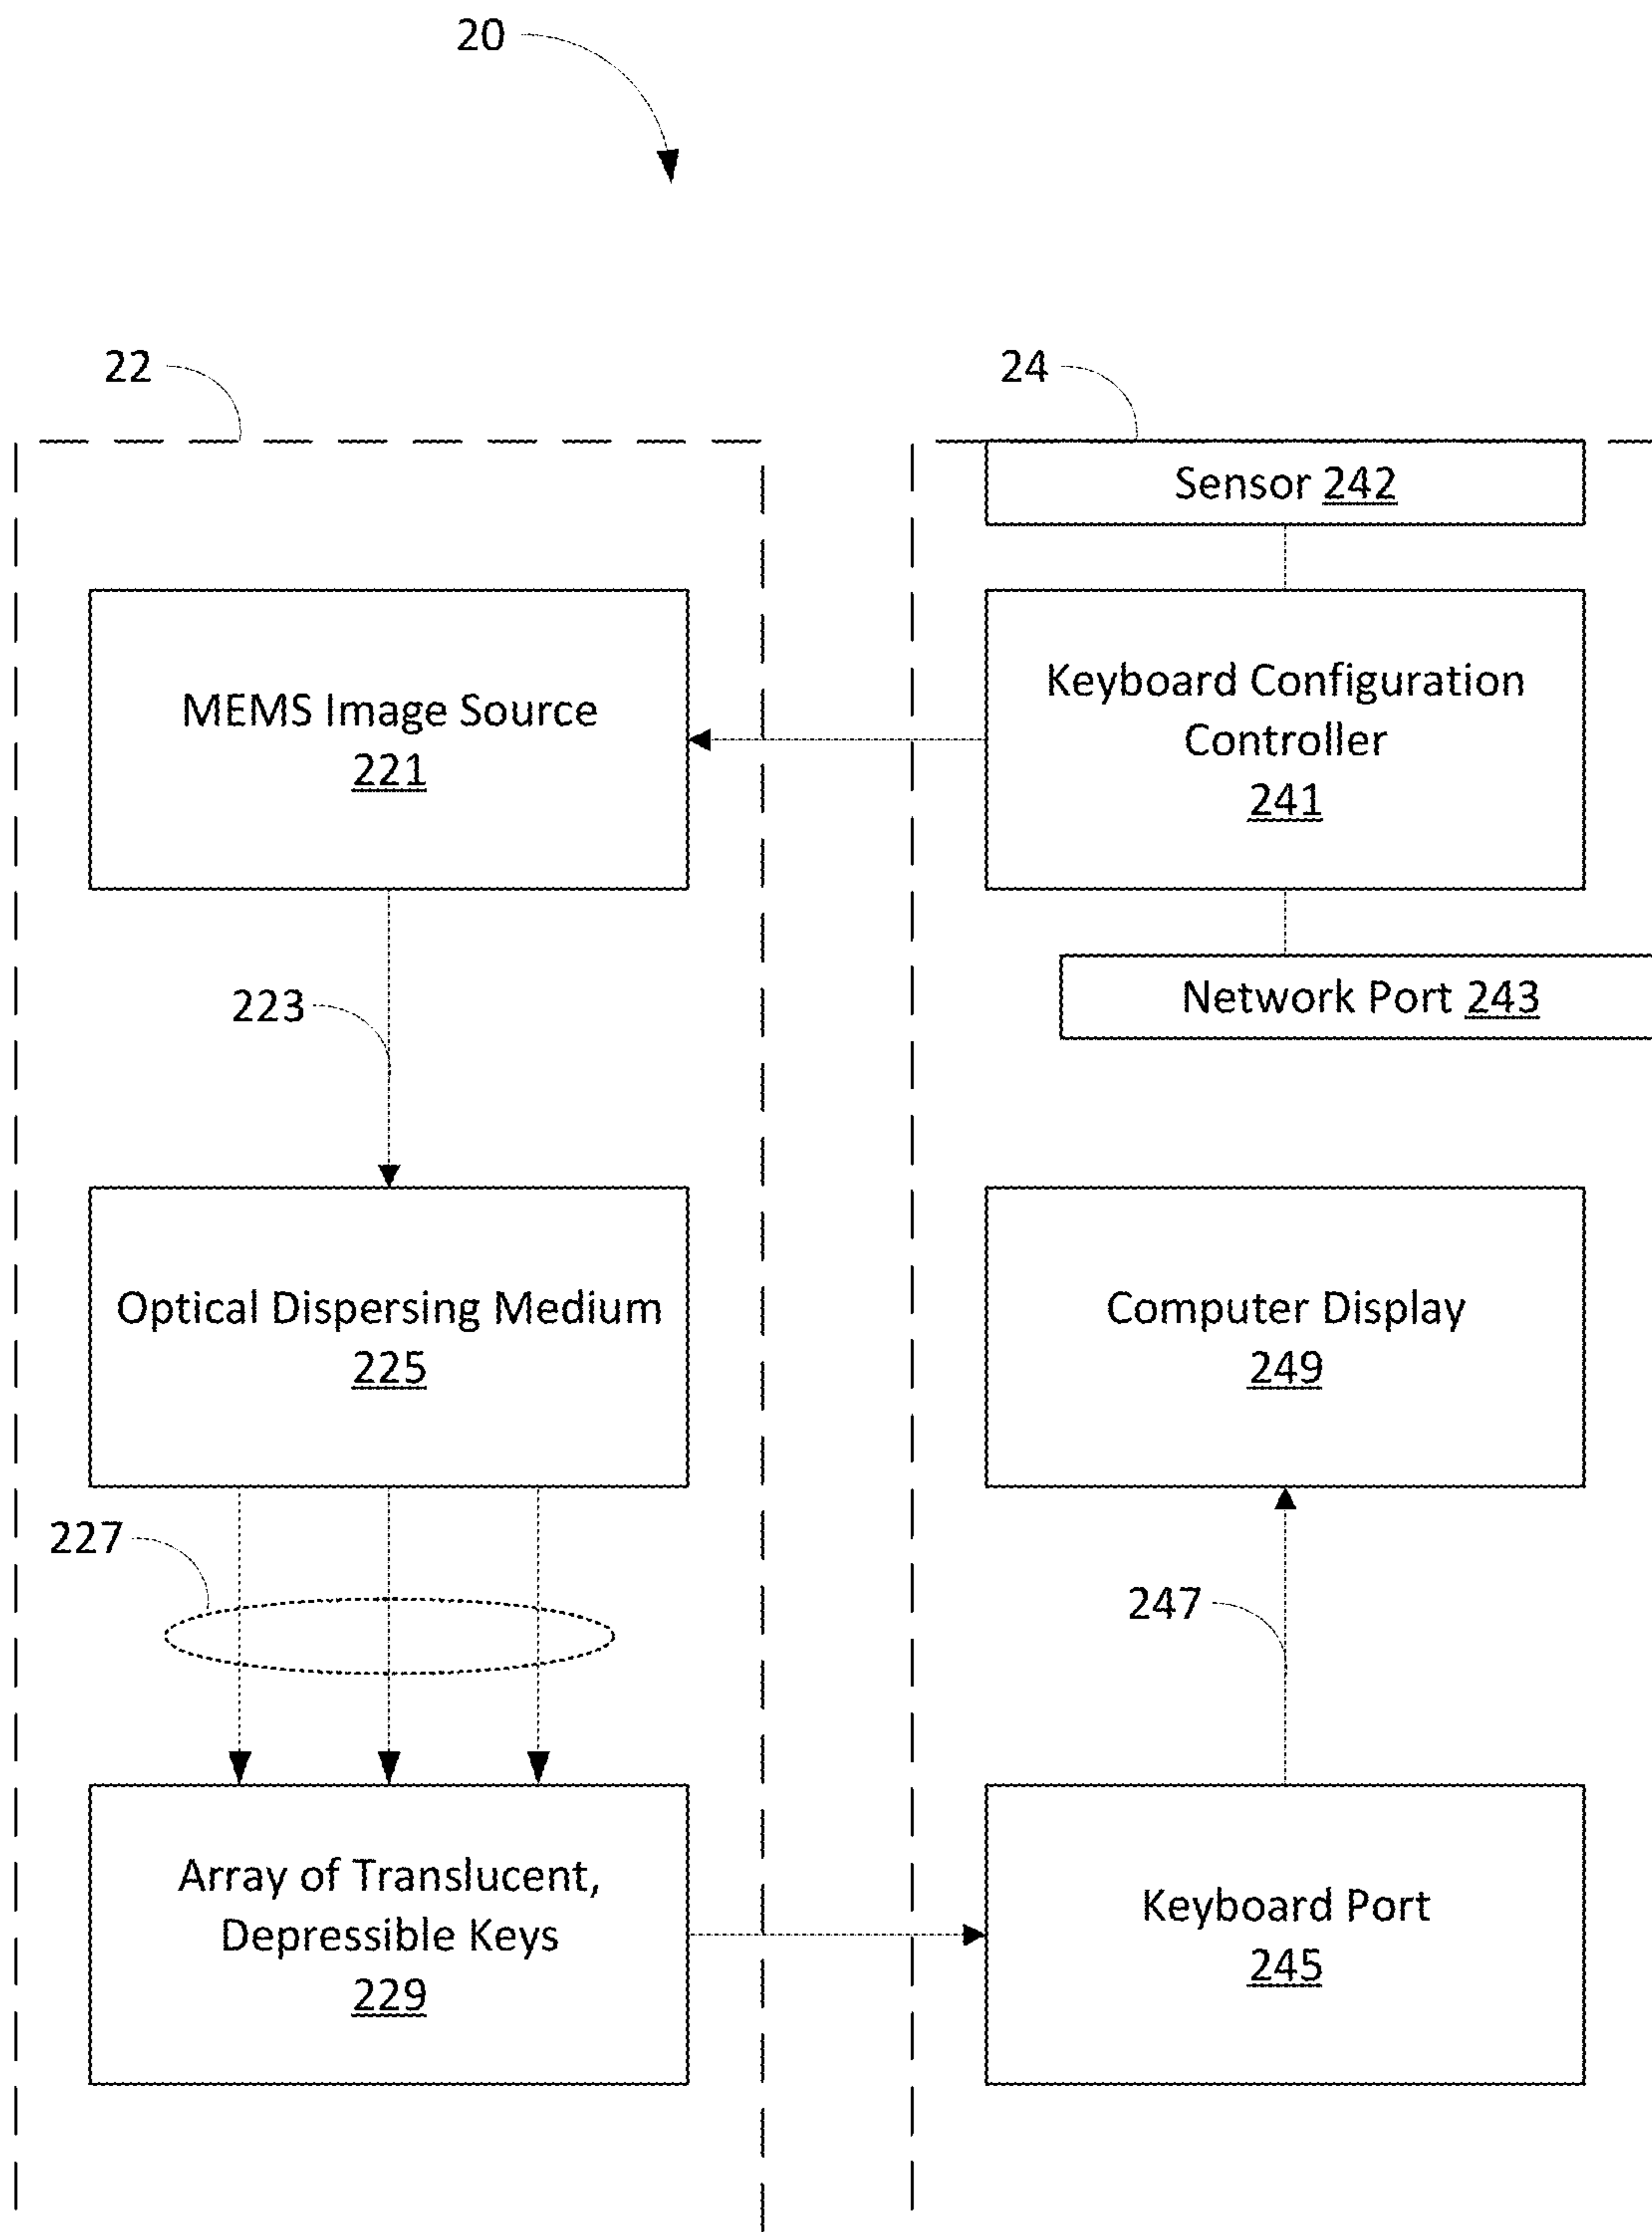 20
22
24
Sensor 242
MEMS Image Source
221
Keyboard Configuration
Controller
241
223
Network Port 243
Optical Dispersing Medium
225
Computer Display
249
227
247
Array of Translucent,
Depressible Keys
229
Keyboard Port
245